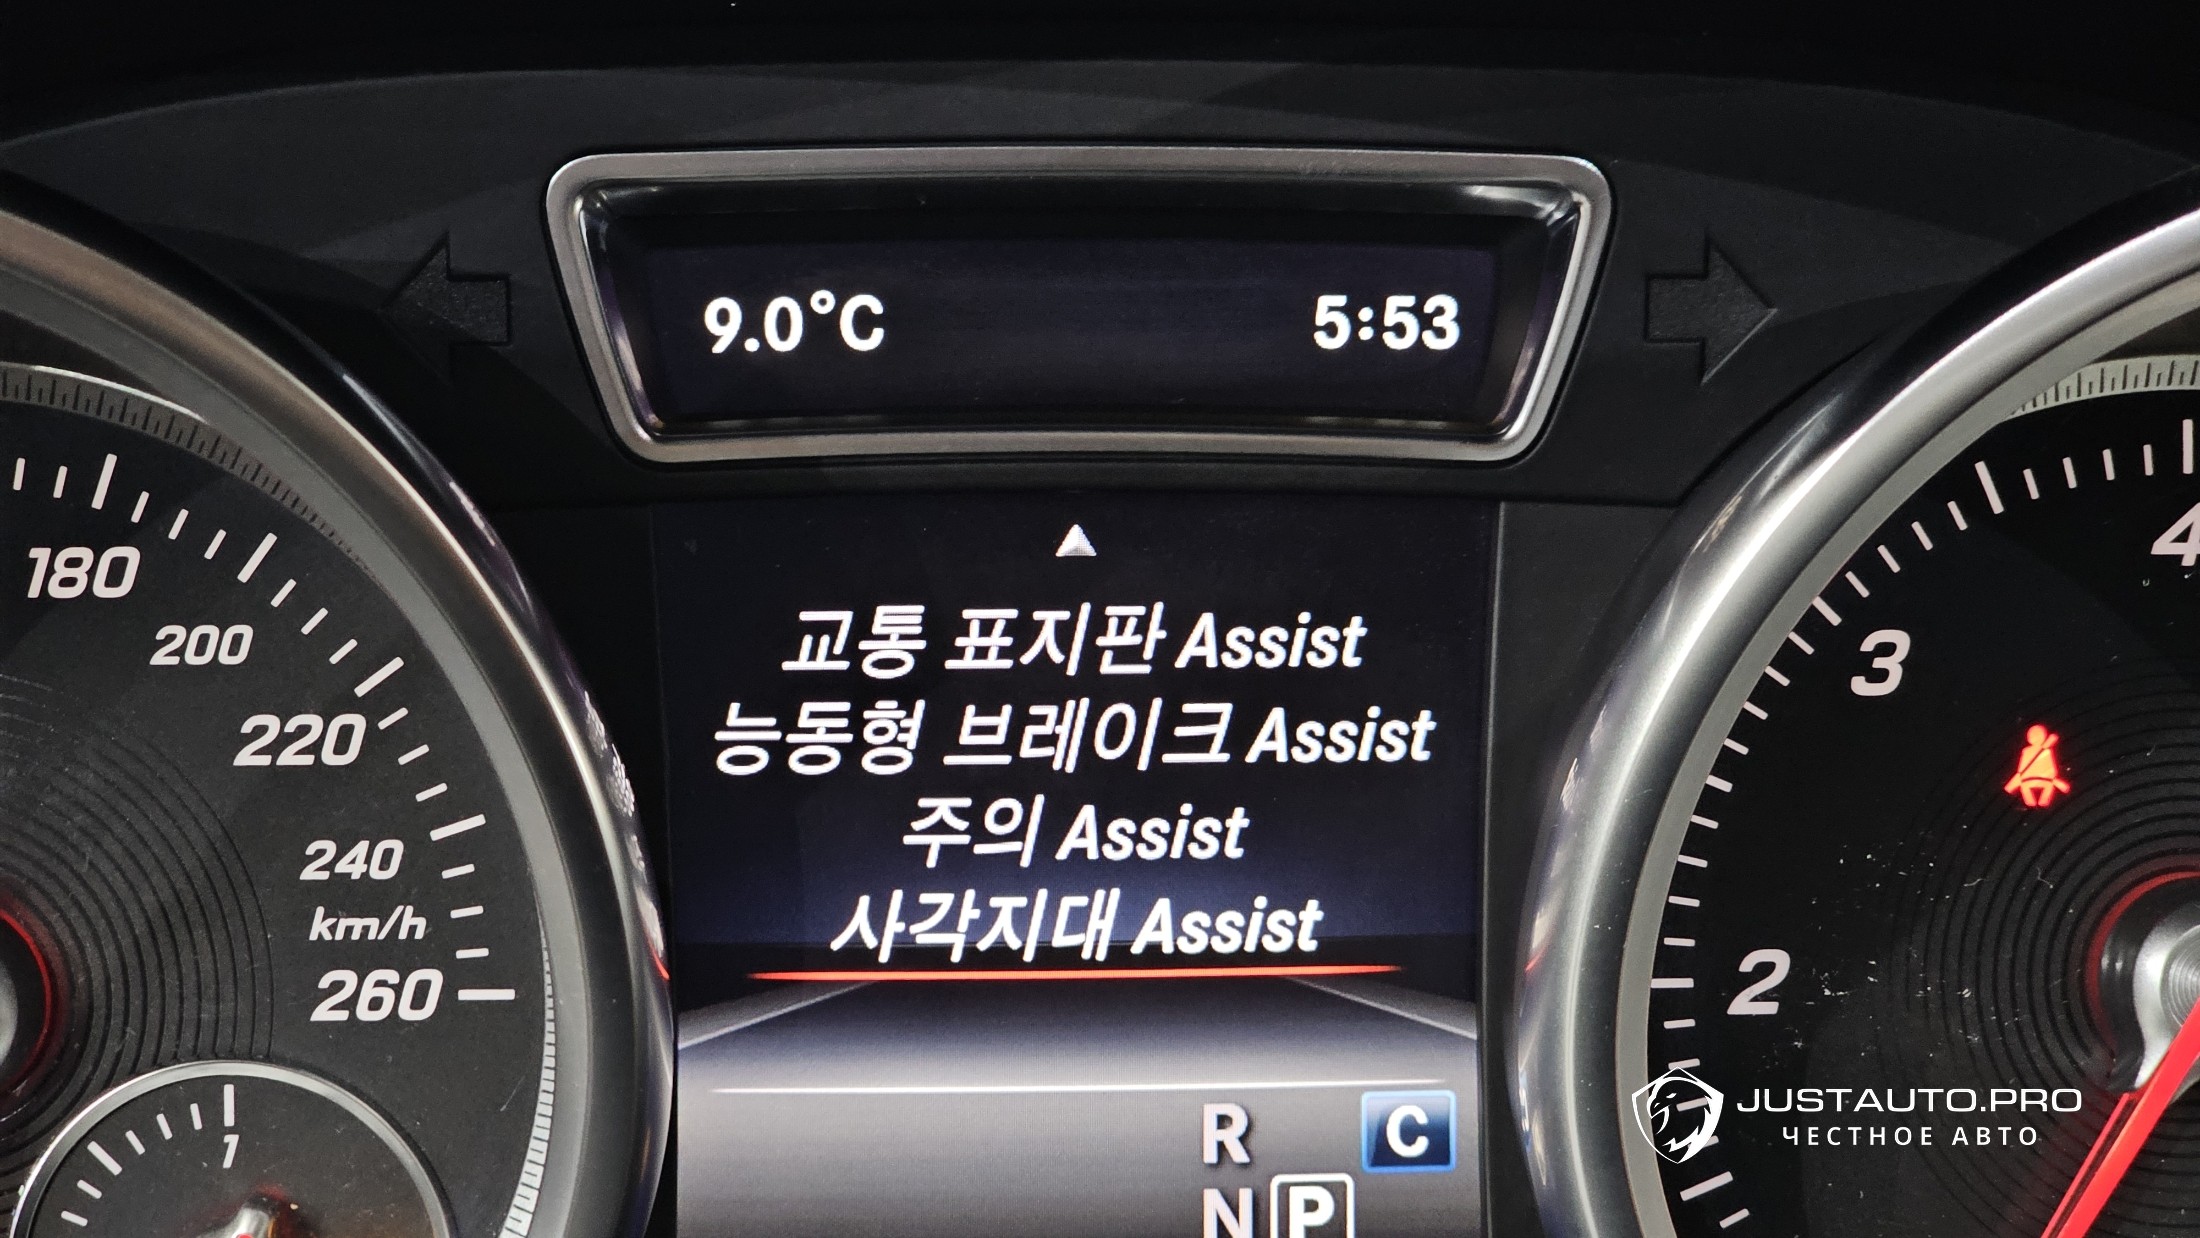 9.0°C
5:53
180
200
220
240
km/h
260
1
교통 표지판 Assist
능동형 브레이크 Assist
주의 Assist
사각지대 Assist
R
C
N P
4
3
2
JUSTAUTO.PRO
ЧЕСТНОЕ АВТО